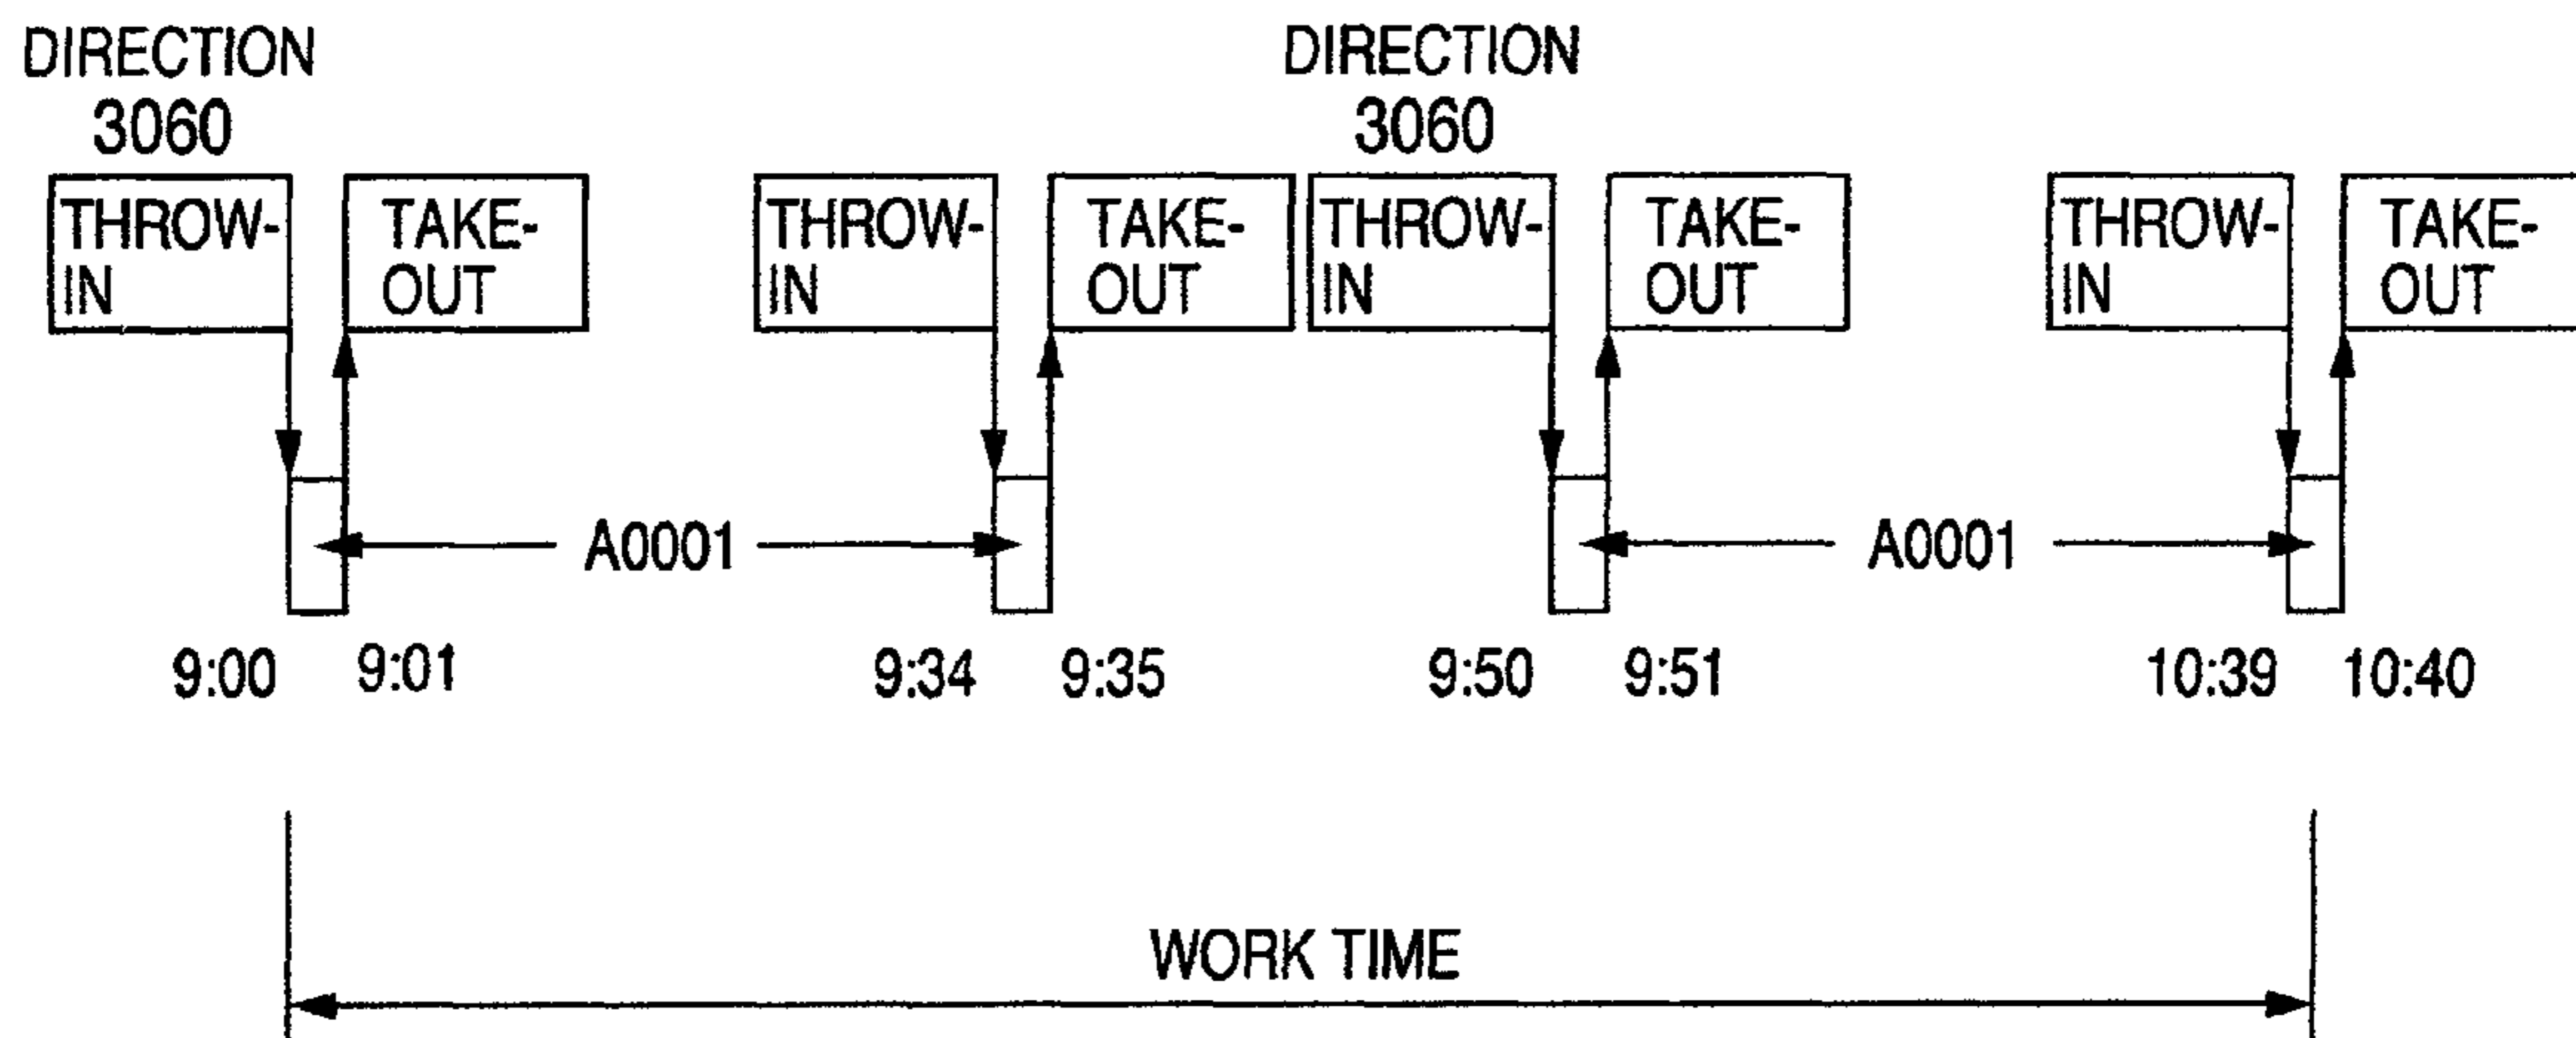 DIRECTION
3060
DIRECTION
3060
THROW-
IN
TAKE-
OUT
THROW-
IN
TAKE-
OUT
THROW-
IN
TAKE-
OUT
THROW-
IN
TAKE-
OUT
A0001
A0001
9:00
9:01
9:34
9:35
9:50
9:51
10:39
10:40
WORK TIME